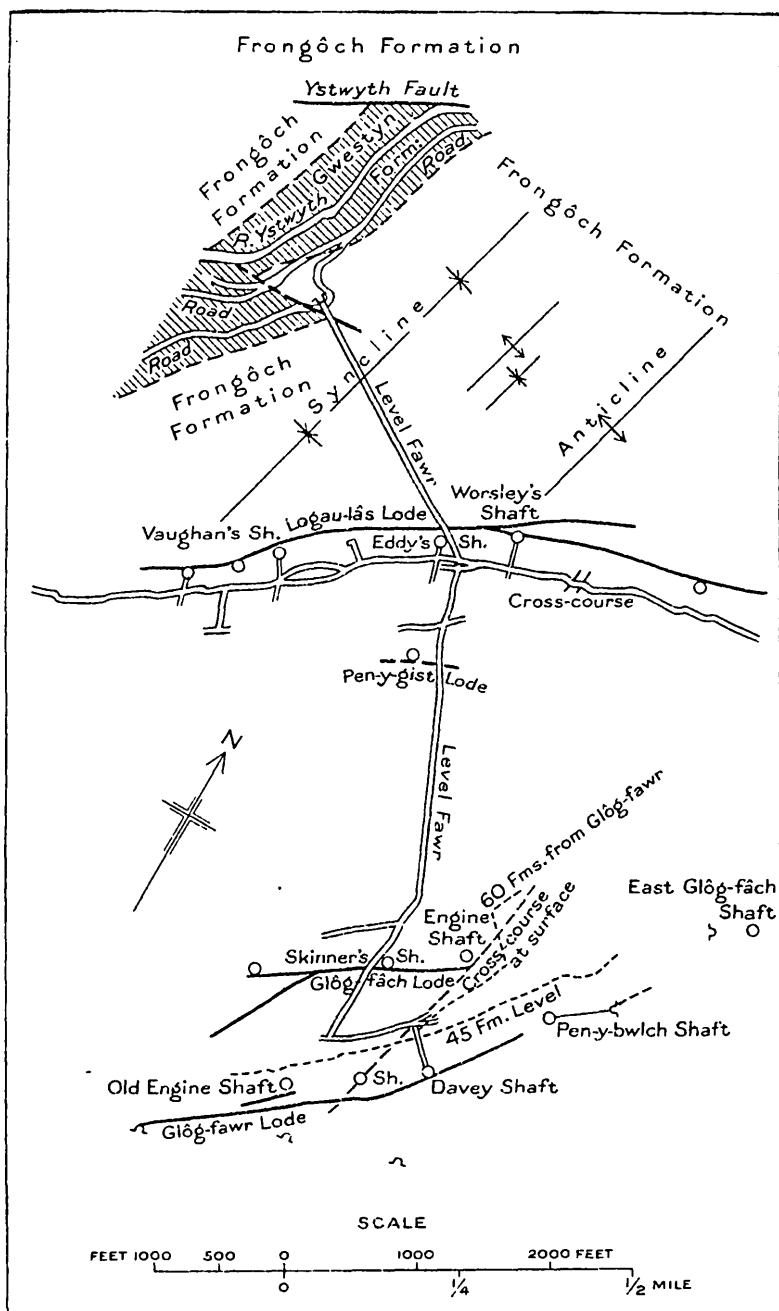 Frongôch Formation
Ystwyth Fault
Frongôch
Formation
Gwestyn
Form:
R. Ystwyth
Road
Frongôch Formation
Road
Road
Frongôch
Formation
Syncline
Anticline
Level Fawr
Worsley's
Shaft
Vaughan's Sh.
Logau-lâs Lode
Eddy's Sh.
Cross-course
Pen-y-gist Lode
N
Level Fawr
60 Fms. from Glôg-fawr
East Glôg-fâch
Shaft
Engine
Shaft
Cross-course
at surface
Skinner's Sh.
Glôg-fâch Lode
45 Fm. Level
Pen-y-bwlch Shaft
Old Engine Shaft
Sh.
Davey Shaft
Glôg-fawr Lode
SCALE
FEET 1000 500 0 1000 2000 FEET
0 1/4 1/2 MILE